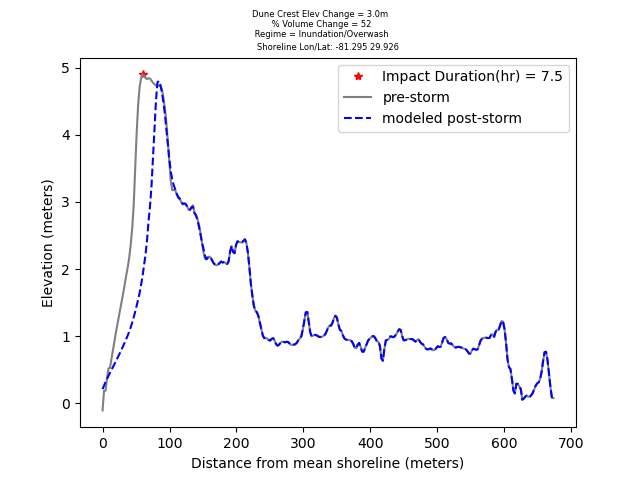 Dune Crest Elev Change = 3.0m
% Volume Change = 52
Regime = Inundation/Overwash
Shoreline Lon/Lat: -81.295 29.926
Impact Duration(hr) = 7.5
pre-storm
modeled post-storm
Elevation (meters)
5
4
3
2
1
0
0 100 200 300 400 500 600 700
Distance from mean shoreline (meters)